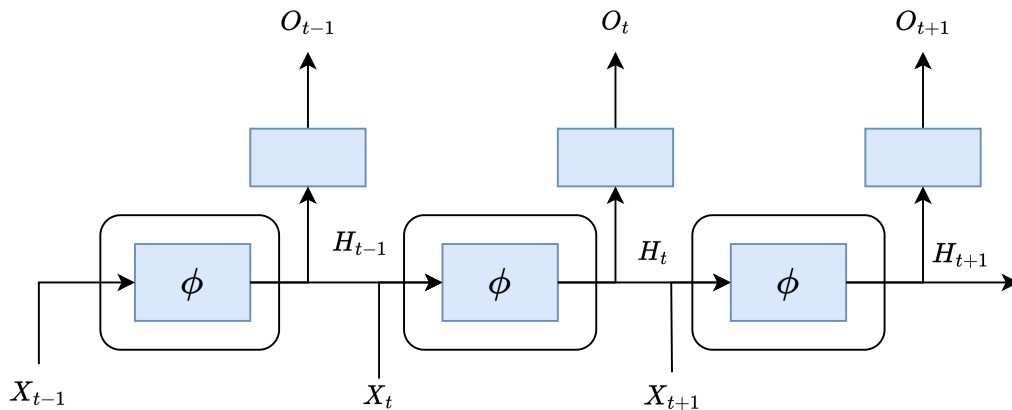 O_{t-1} O_t O_{t+1}
H_{t-1} H_t H_{t+1}
ϕ ϕ ϕ
X_{t-1} X_t X_{t+1}